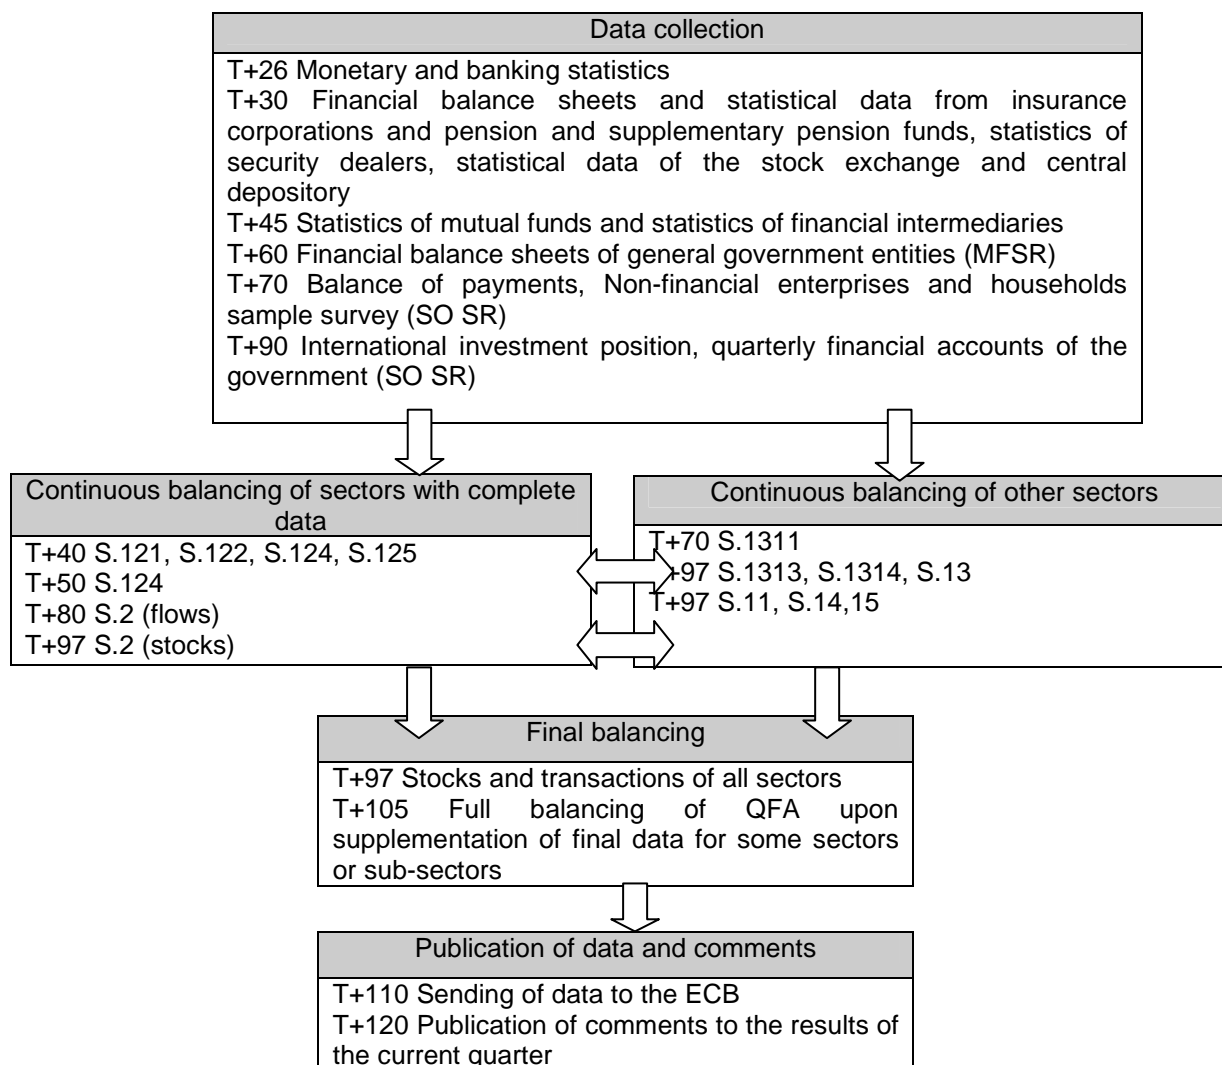 Data collection
T+26 Monetary and banking statistics
T+30 Financial balance sheets and statistical data from insurance
corporations and pension and supplementary pension funds, statistics of
security dealers, statistical data of the stock exchange and central
depository
T+45 Statistics of mutual funds and statistics of financial intermediaries
T+60 Financial balance sheets of general government entities (MFSR)
T+70 Balance of payments, Non-financial enterprises and households
sample survey (SO SR)
T+90 International investment position, quarterly financial accounts of the
government (SO SR)
Continuous balancing of sectors with complete
data
T+40 S.121, S.122, S.124, S.125
T+50 S.124
T+80 S.2 (flows)
T+97 S.2 (stocks)
Continuous balancing of other sectors
T+70 S.1311
+97 S.1313, S.1314, S.13
T+97 S.11, S.14,15
Final balancing
T+97 Stocks and transactions of all sectors
T+105 Full balancing of QFA upon
supplementation of final data for some sectors
or sub-sectors
Publication of data and comments
T+110 Sending of data to the ECB
T+120 Publication of comments to the results of
the current quarter